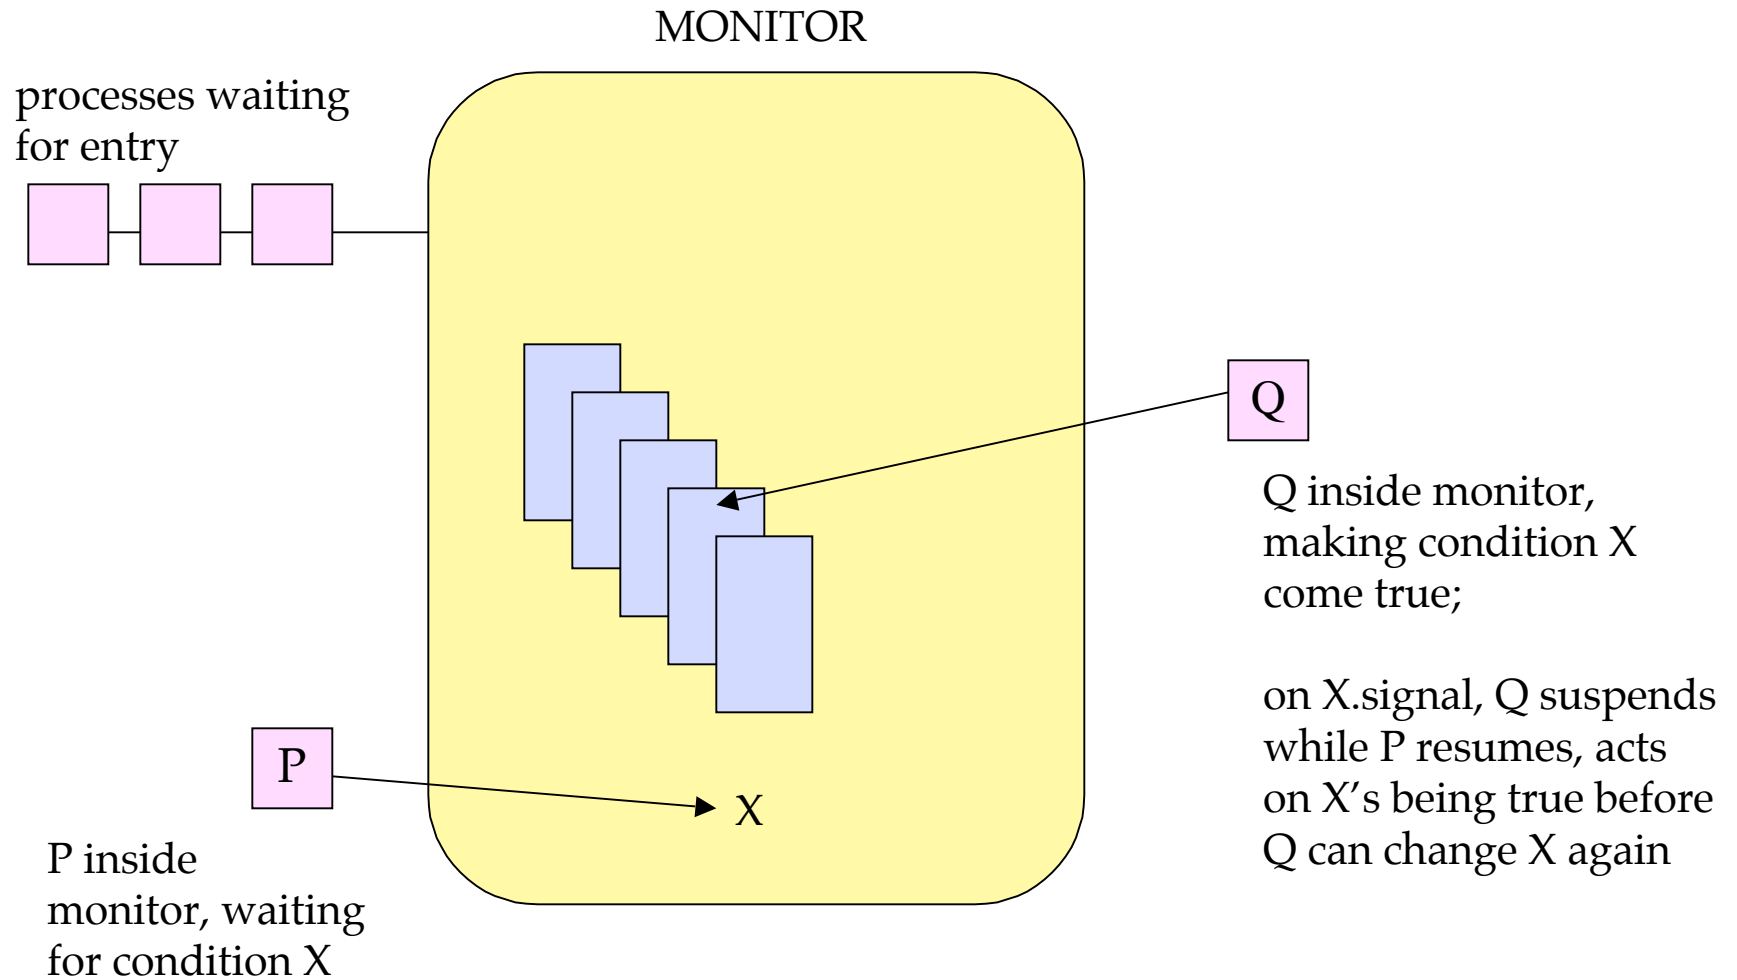 MONITOR
processes waiting
for entry
Q
Q inside monitor,
making condition X
come true;
on X.signal, Q suspends
while P resumes, acts
on X’s being true before
Q can change X again
P
X
P inside
monitor, waiting
for condition X